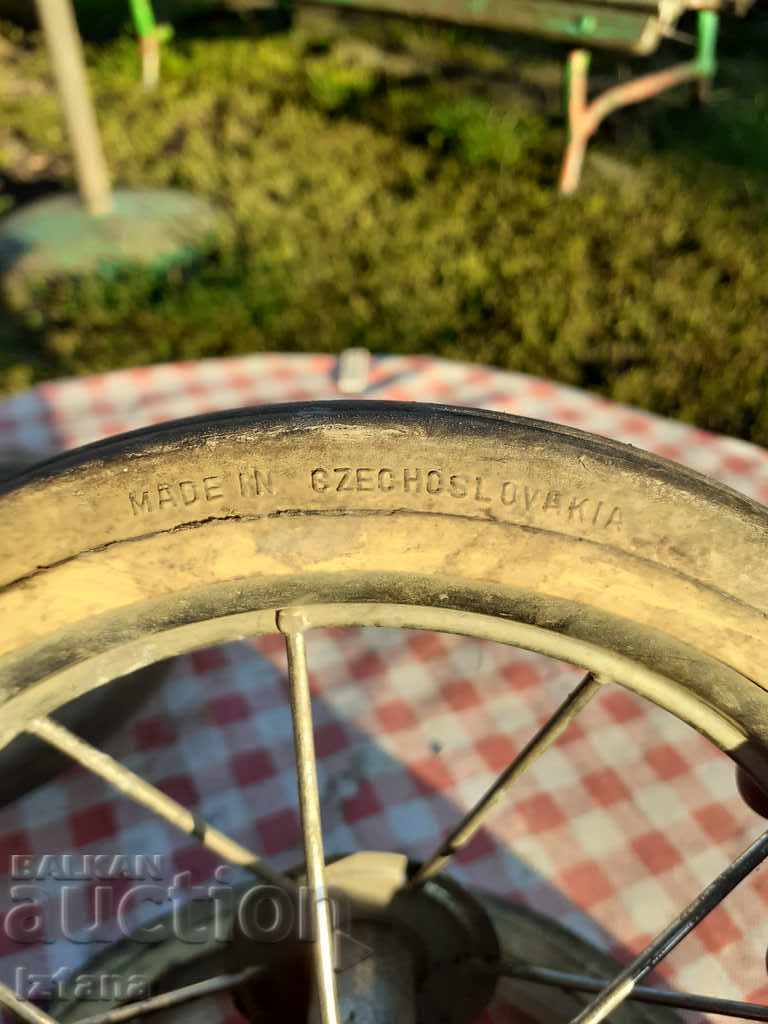 MADE IN CZECHOSLOVAKIA
BALKAN
auction
Iztana